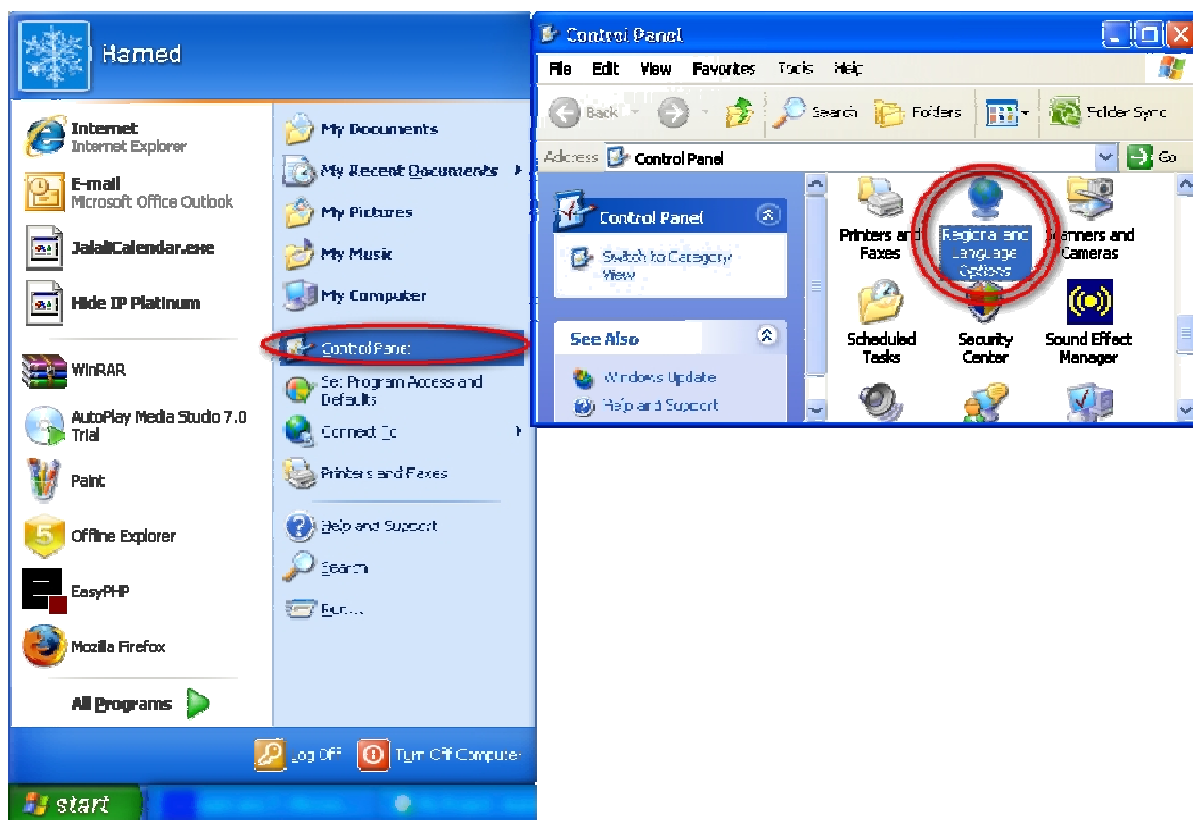 Hamed
Internet
Internet Explorer
E-mail
Microsoft Office Outlook
JalaliCalendar.exe
Hide IP Platinum
WinRAR
AutoPlay Media Studio 7.0
Trial
Paint
Offline Explorer
EasyPHP
Mozilla Firefox
All Programs
My Documents
My Recent Documents
My Pictures
My Music
My Computer
Control Panel
Set Program Access and
Defaults
Connect To
Printers and Faxes
Help and Support
Search
Run...
Log Off
Turn Off Computer
start
Control Panel
File Edit View Favorites Tools Help
Back Search Folders Folder Sync
Address Control Panel Go
Control Panel
Switch to Category
View
See Also
Windows Update
Help and Support
Printers and
Faxes
Regional and
Language
Options
Scanners and
Cameras
Scheduled
Tasks
Security
Center
Sound Effect
Manager